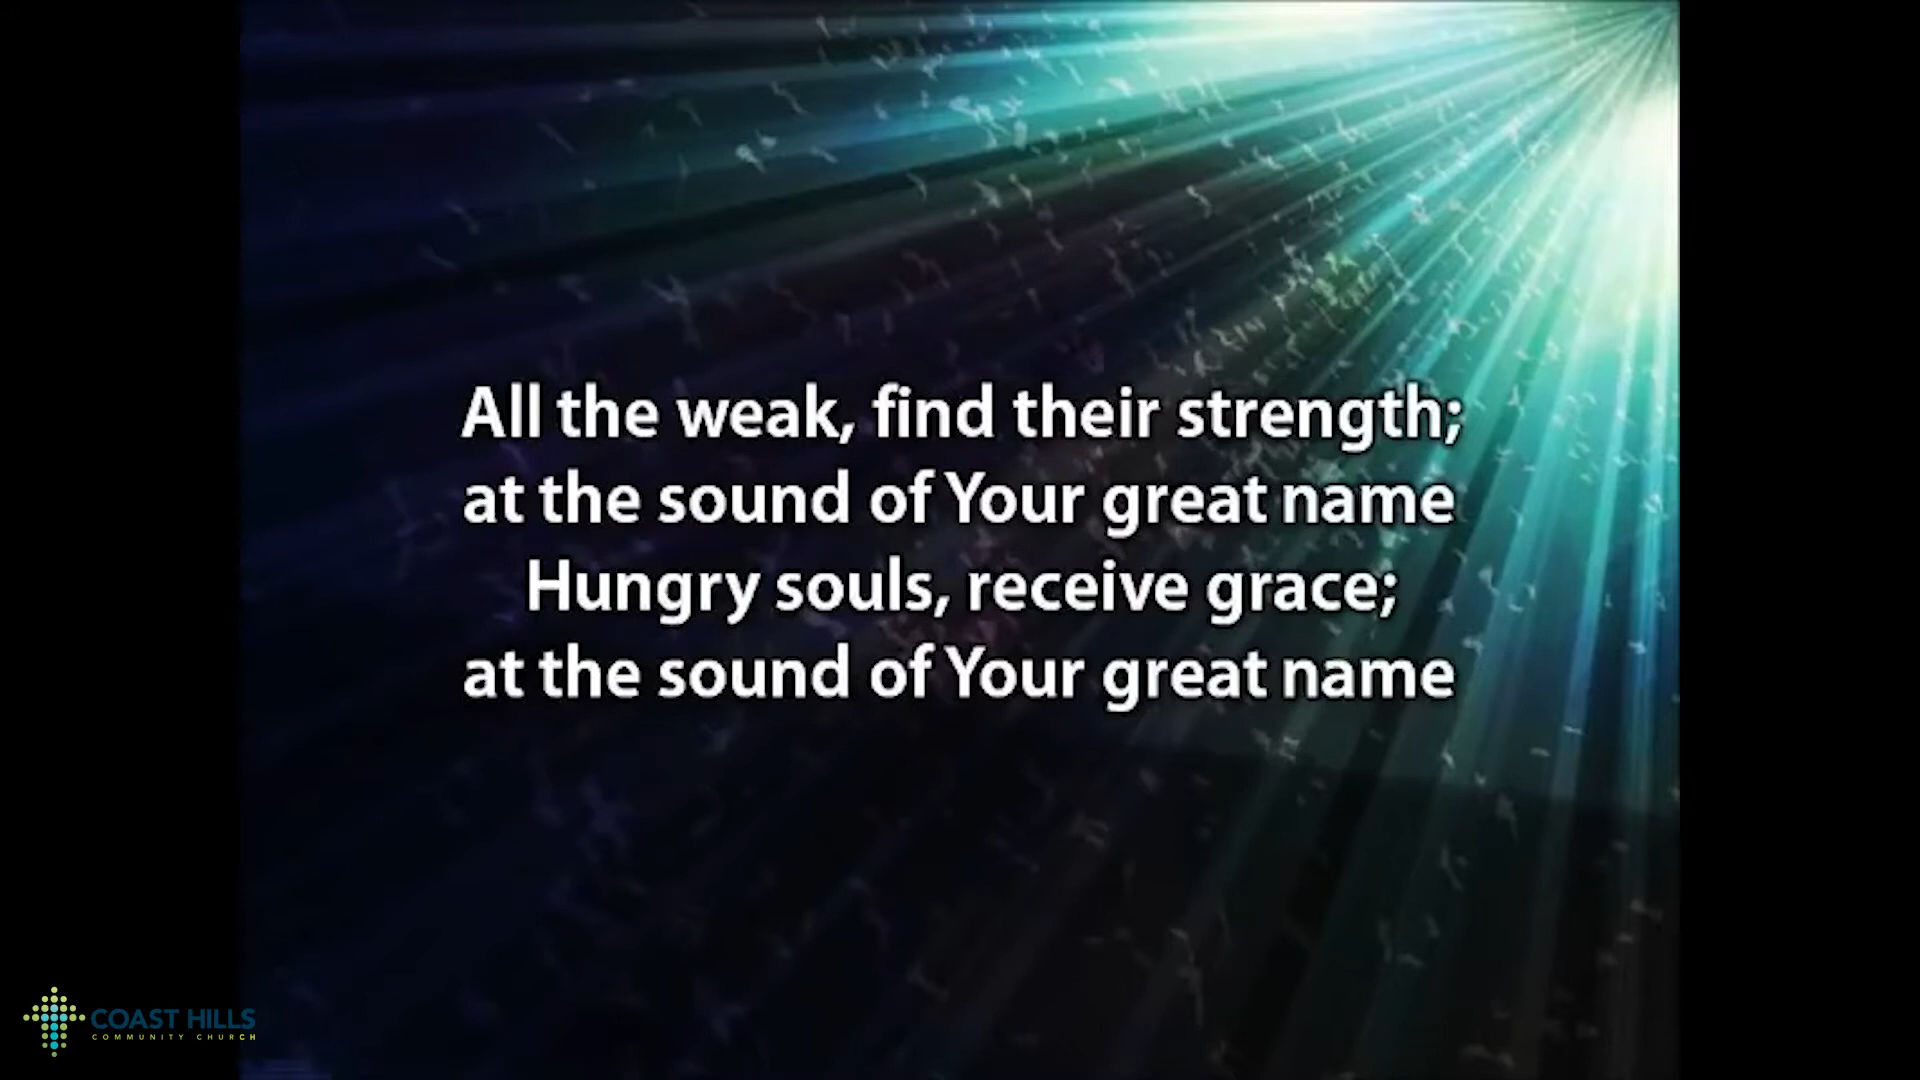 All the weak, find their strength;
at the sound of Your great name
Hungry souls, receive grace;
at the sound of Your great name
COAST HILLS
COMMUNITY CHURCH